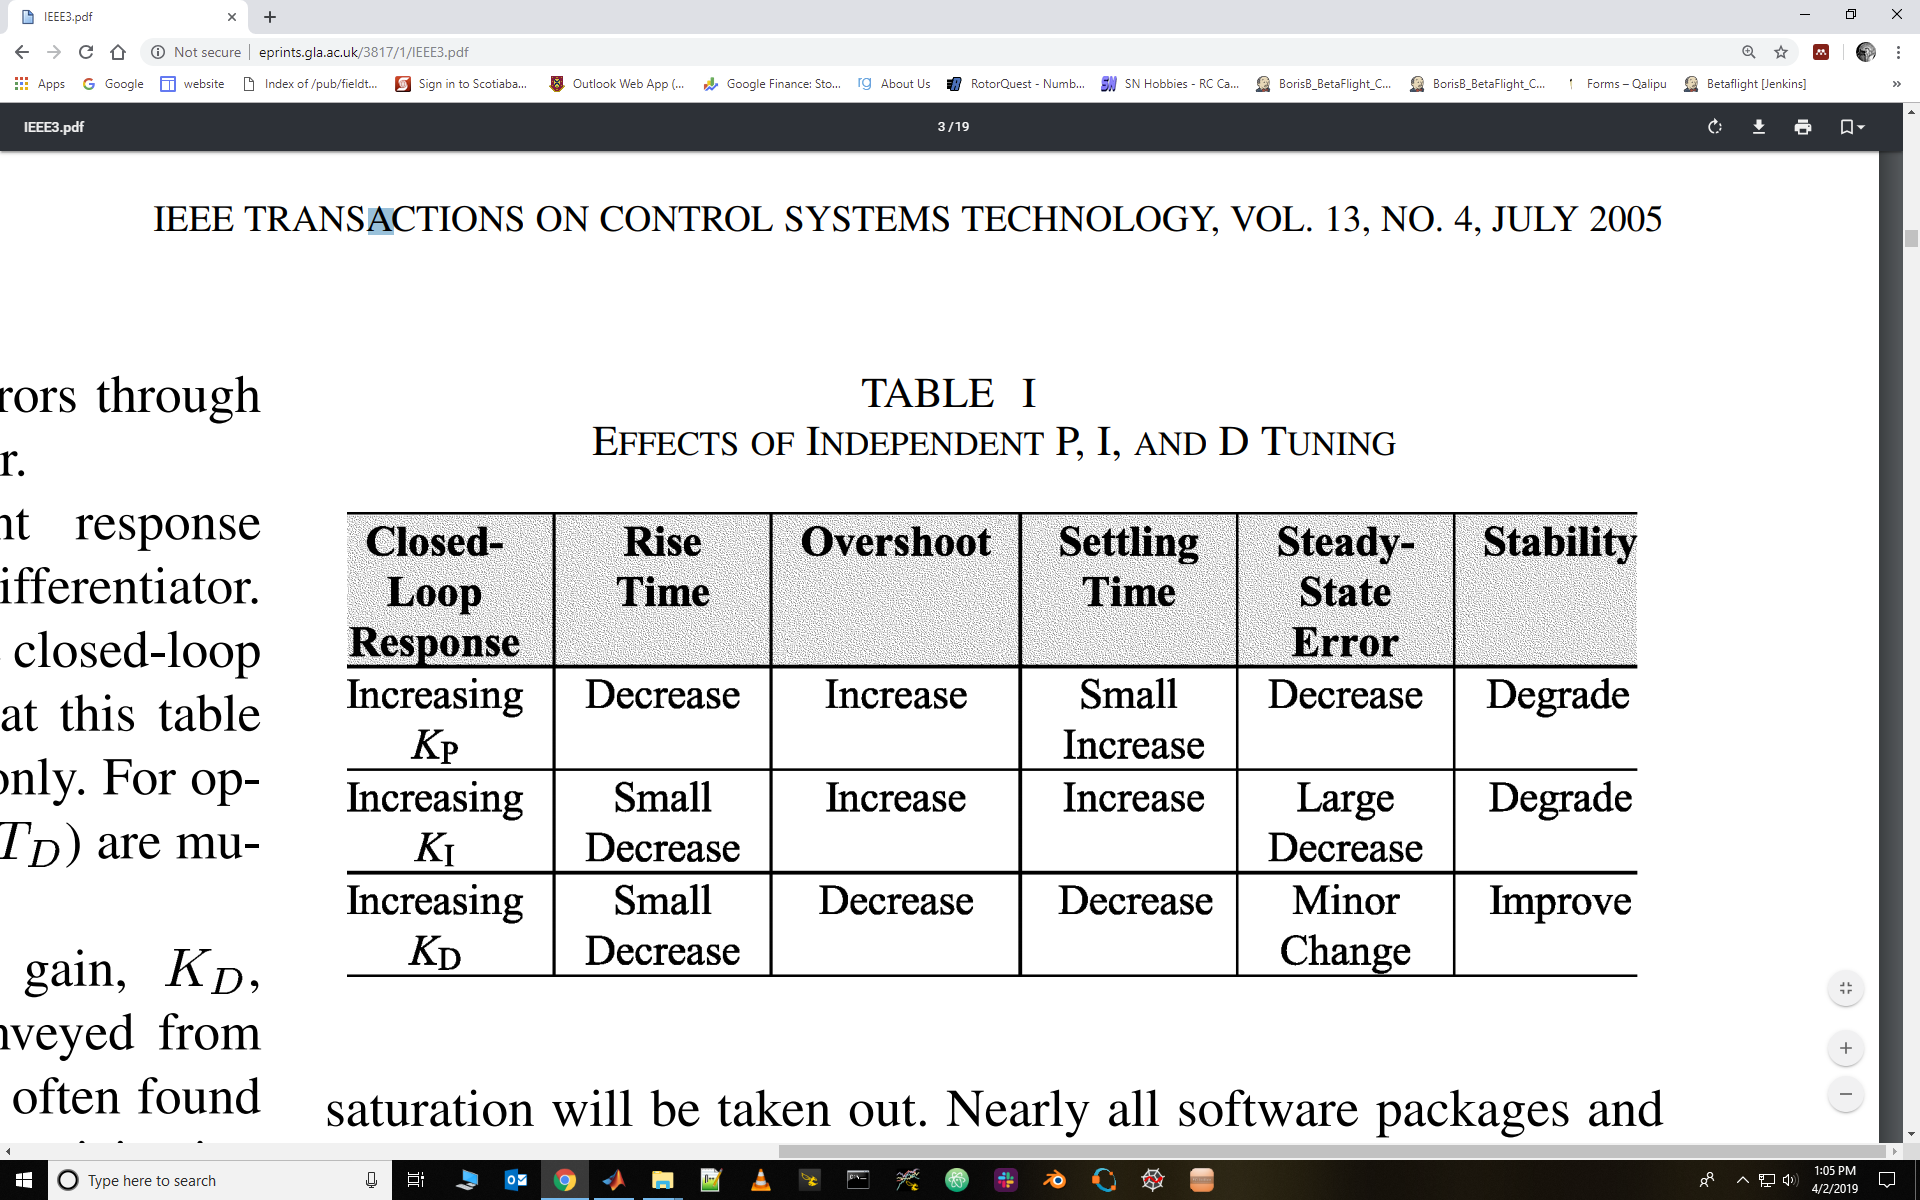 IEEE3.pdf
Not secure | eprints.gla.ac.uk/3817/1/IEEE3.pdf
Apps Google website Index of /pub/fieldt... Sign in to Scotiaba... Outlook Web App (... Google Finance: Sto... About Us RotorQuest - Numb... SN Hobbies - RC Ca... BorisB_BetaFlight_C... BorisB_BetaFlight_C... Forms – Qalipu Betaflight [Jenkins] »
IEEE3.pdf 3 / 19
IEEE TRANSACTIONS ON CONTROL SYSTEMS TECHNOLOGY, VOL. 13, NO. 4, JULY 2005
rors through
r.
nt response
ifferentiator.
closed-loop
at this table
only. For op-
T_D) are mu-
gain, K_D,
nveyed from
often found
TABLE I
EFFECTS OF INDEPENDENT P, I, AND D TUNING
Closed- Rise Overshoot Settling Steady- Stability
Loop Time Time State
Response Error
Increasing Decrease Increase Small Decrease Degrade
K_P Increase
Increasing Small Increase Increase Large Degrade
K_I Decrease Decrease
Increasing Small Decrease Decrease Minor Improve
K_D Decrease Change
saturation will be taken out. Nearly all software packages and
Type here to search
1:05 PM
4/2/2019